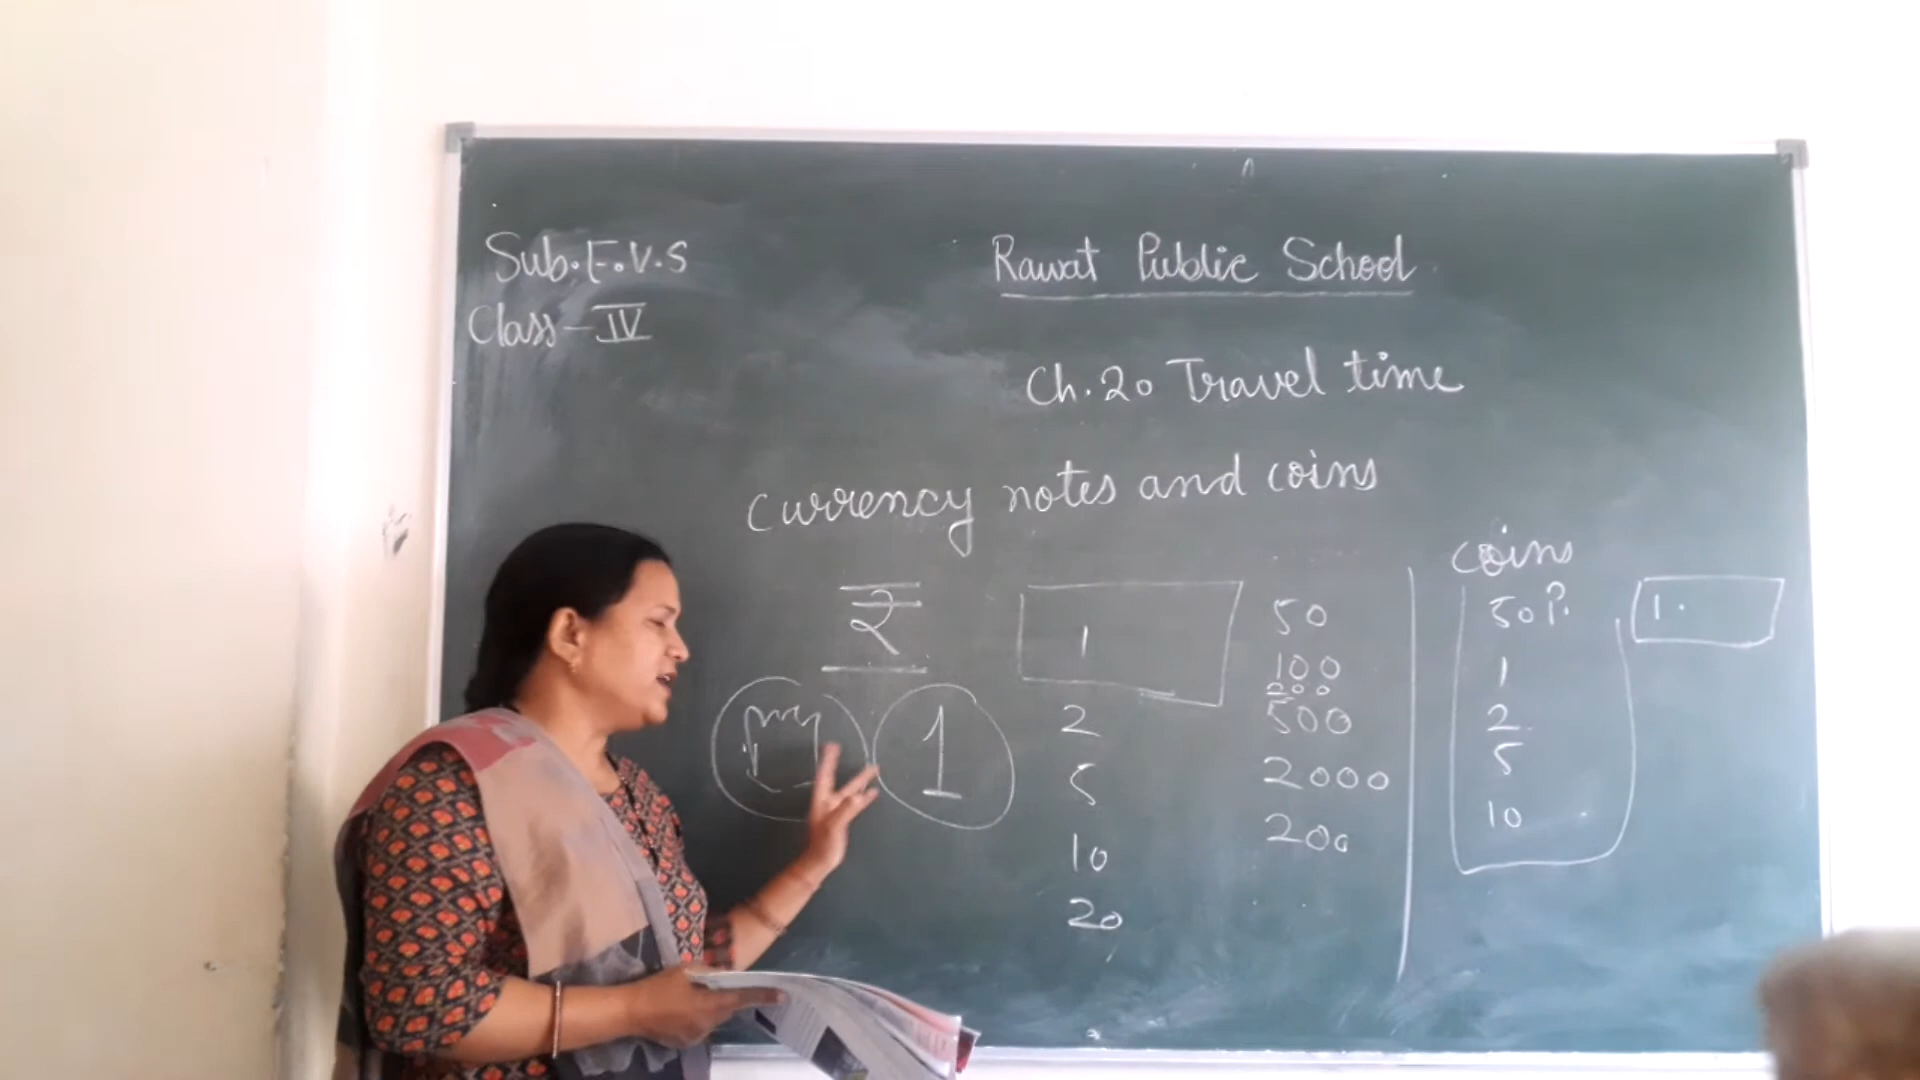 Sub. E.V.S
Class - IV
Rawat Public School
Ch. 20 Travel time
Currency notes and coins
₹
1
1
2
5
10
20
50
100
200
500
2000
200
coins
50 P.
1
2
5
10
1.